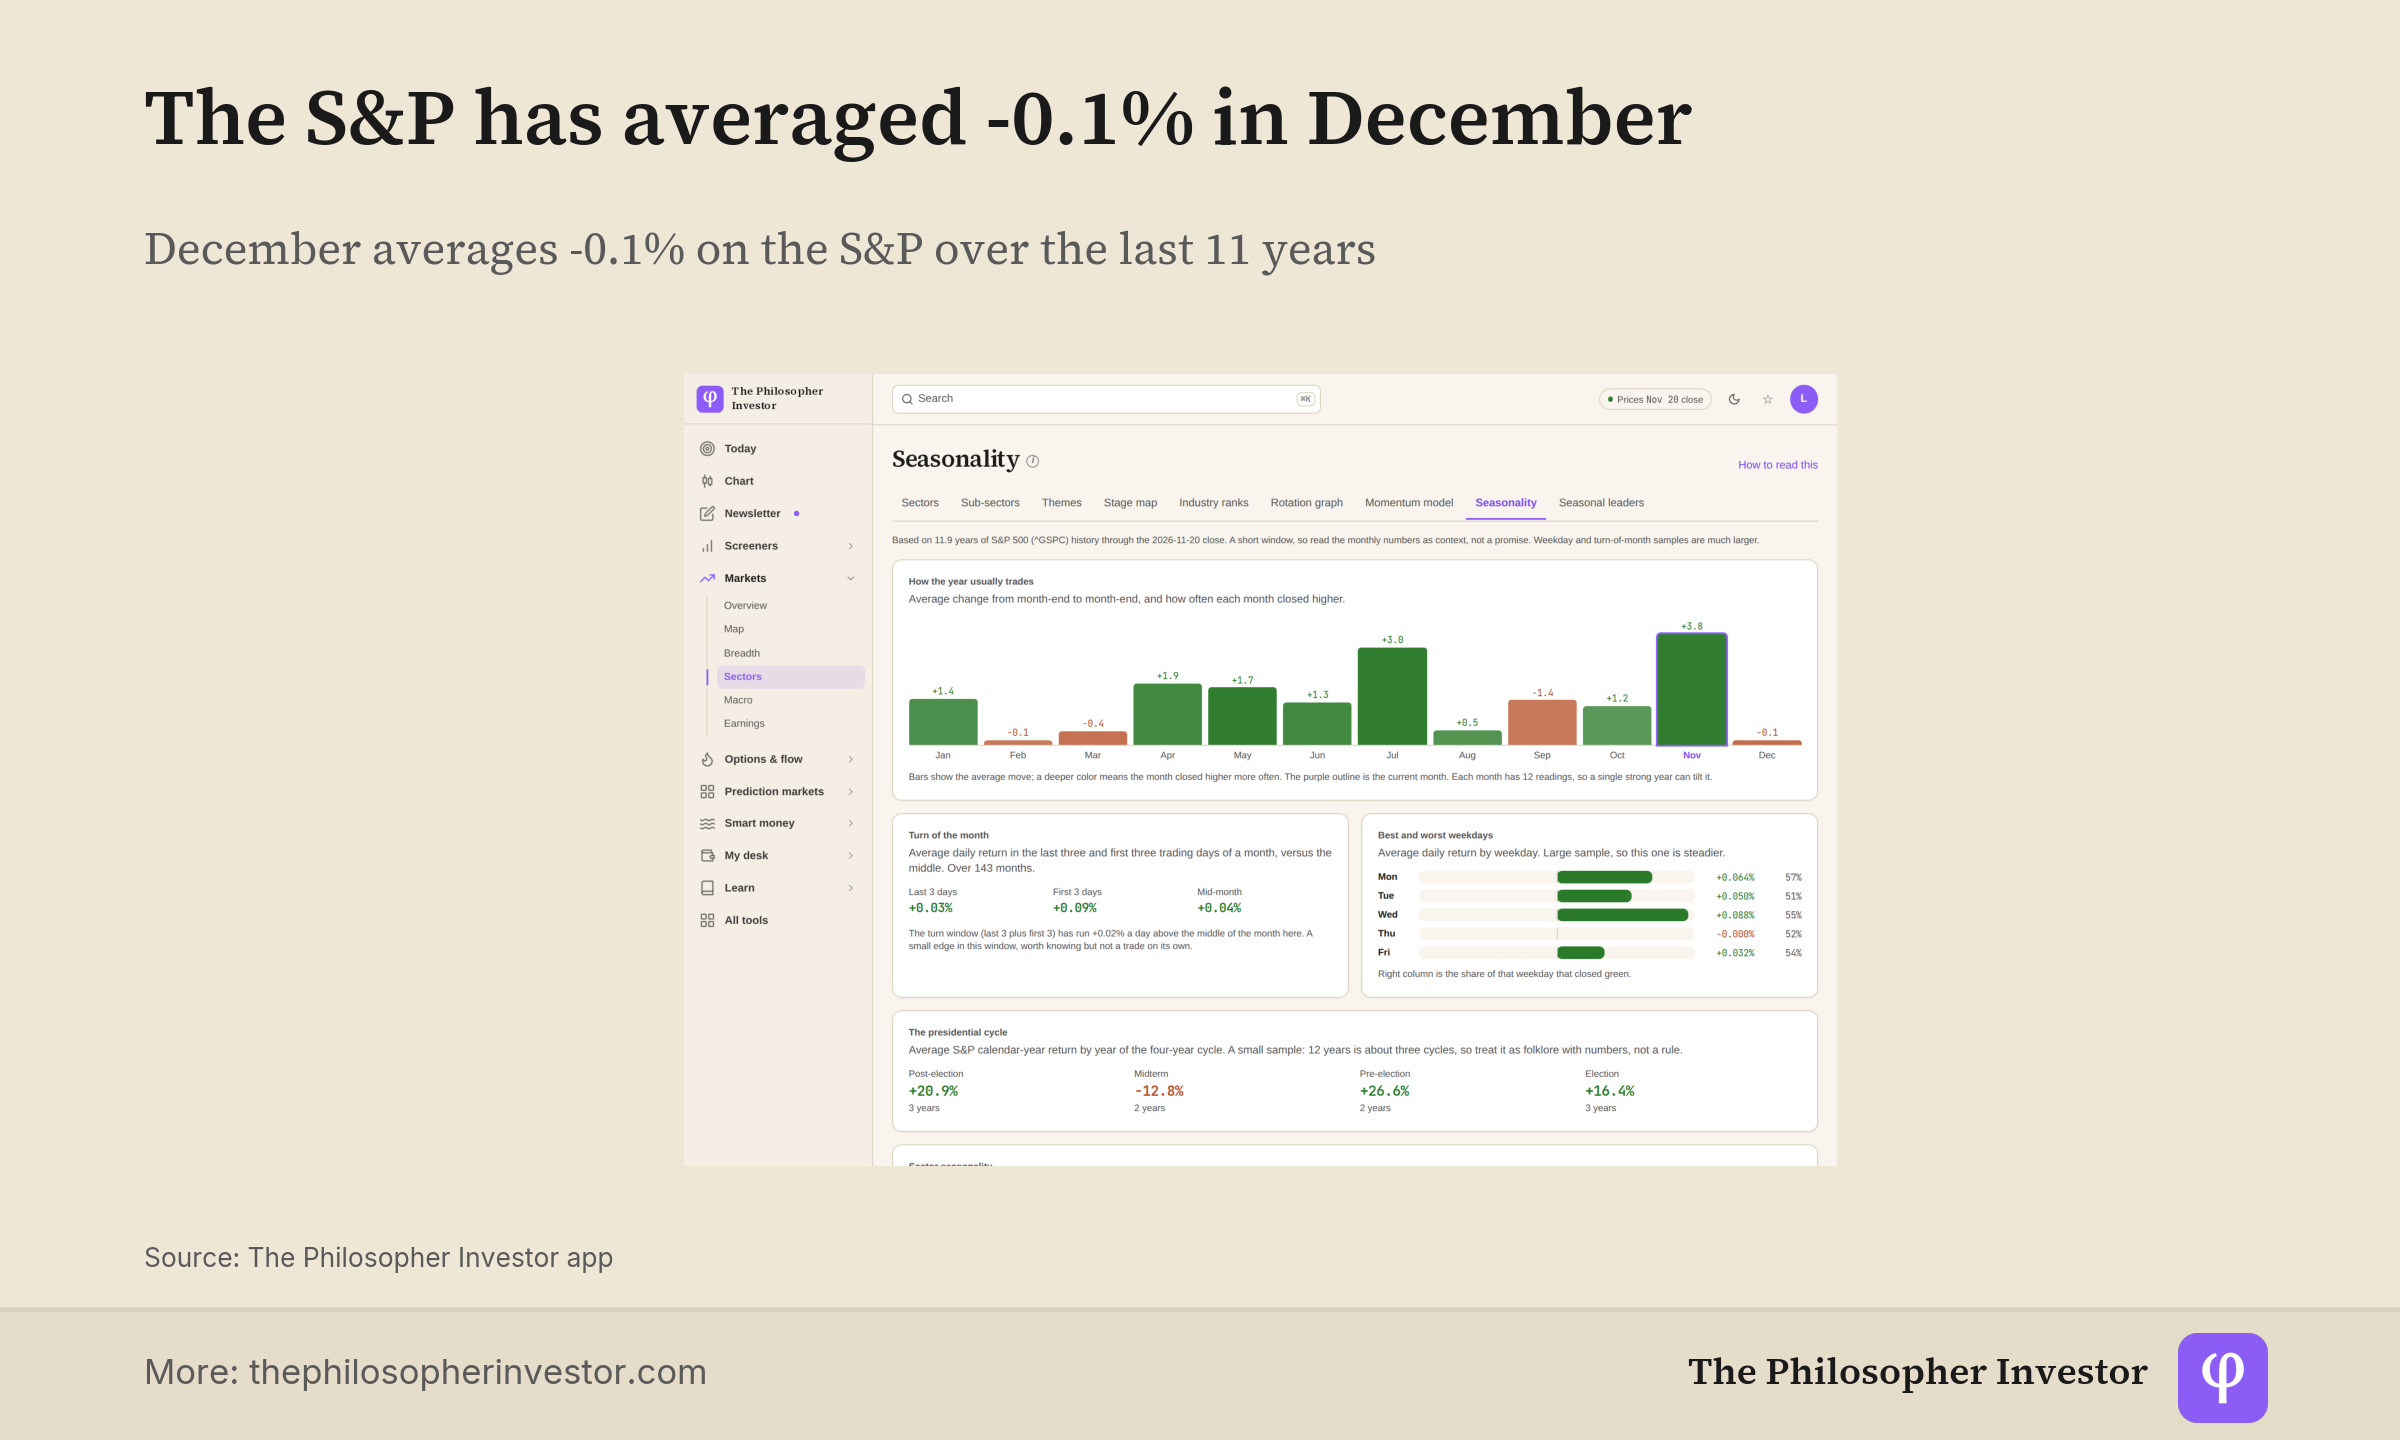 The S&P has averaged -0.1% in December
December averages -0.1% on the S&P over the last 11 years
φ The Philosopher
Investor
Search
⌘K
Prices Nov 20 close
L
Today
Chart
Newsletter
Screeners
Markets
Overview
Map
Breadth
Sectors
Macro
Earnings
Options & flow
Prediction markets
Smart money
My desk
Learn
All tools
Seasonality
How to read this
Sectors Sub-sectors Themes Stage map Industry ranks Rotation graph Momentum model Seasonality Seasonal leaders
Based on 11.9 years of S&P 500 (^GSPC) history through the 2026-11-20 close. A short window, so read the monthly numbers as context, not a promise. Weekday and turn-of-month samples are much larger.
How the year usually trades
Average change from month-end to month-end, and how often each month closed higher.
+1.4 -0.1 -0.4 +1.9 +1.7 +1.3 +3.0 +0.5 -1.4 +1.2 +3.8 -0.1
Jan Feb Mar Apr May Jun Jul Aug Sep Oct Nov Dec
Bars show the average move; a deeper color means the month closed higher more often. The purple outline is the current month. Each month has 12 readings, so a single strong year can tilt it.
Turn of the month
Average daily return in the last three and first three trading days of a month, versus the
middle. Over 143 months.
Last 3 days First 3 days Mid-month
+0.03% +0.09% +0.04%
The turn window (last 3 plus first 3) has run +0.02% a day above the middle of the month here. A
small edge in this window, worth knowing but not a trade on its own.
Best and worst weekdays
Average daily return by weekday. Large sample, so this one is steadier.
Mon +0.064% 57%
Tue +0.050% 51%
Wed +0.088% 55%
Thu -0.000% 52%
Fri +0.032% 54%
Right column is the share of that weekday that closed green.
The presidential cycle
Average S&P calendar-year return by year of the four-year cycle. A small sample: 12 years is about three cycles, so treat it as folklore with numbers, not a rule.
Post-election Midterm Pre-election Election
+20.9% -12.8% +26.6% +16.4%
3 years 2 years 2 years 3 years
Source: The Philosopher Investor app
More: thephilosopherinvestor.com
The Philosopher Investor φ